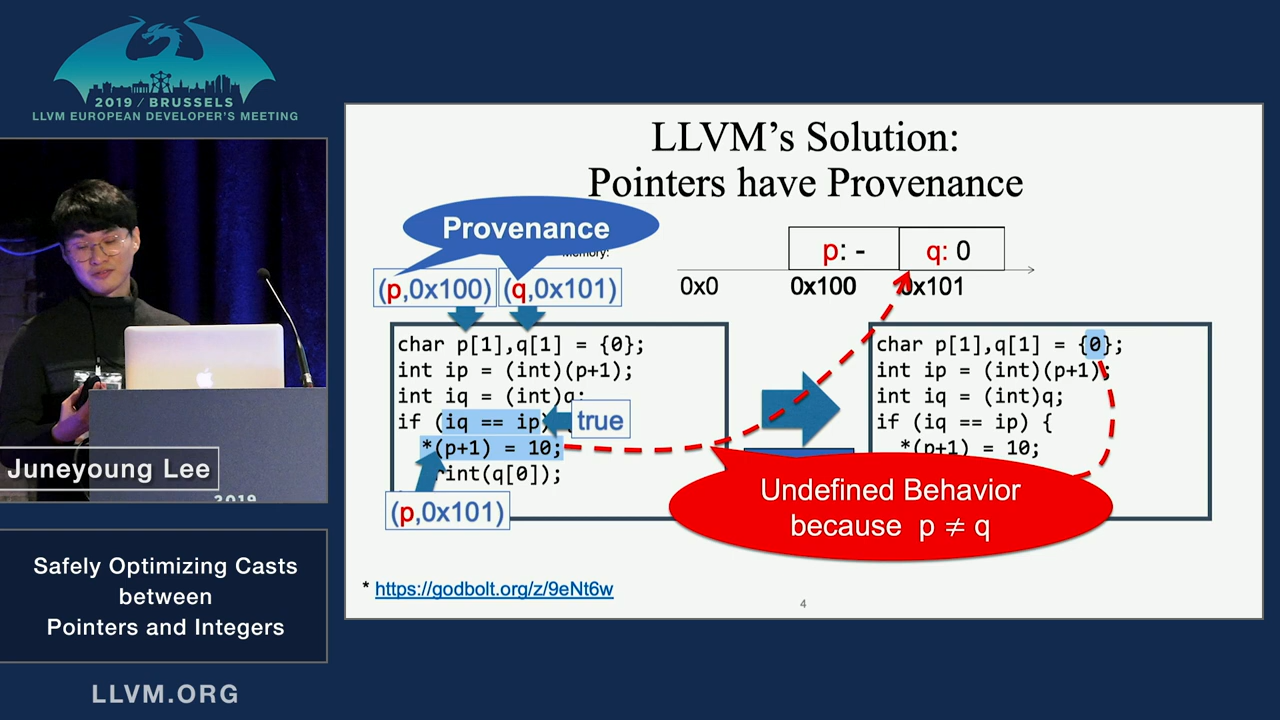 2019 / BRUSSELS
LLVM EUROPEAN DEVELOPER'S MEETING
Juneyoung Lee
2019
Safely Optimizing Casts
between
Pointers and Integers
LLVM.ORG
LLVM's Solution:
Pointers have Provenance
Provenance
Memory:
p: -
q: 0
0x0
0x100
0x101
(p,0x100)
(q,0x101)
char p[1],q[1] = {0};
int ip = (int)(p+1);
int iq = (int)q;
if (iq == ip)
true
*(p+1) = 10;
rint(q[0]);
(p,0x101)
char p[1],q[1] = {0};
int ip = (int)(p+1);
int iq = (int)q;
if (iq == ip) {
*(p+1) = 10;
Undefined Behavior
because p ≠ q
* https://godbolt.org/z/9eNt6w
4